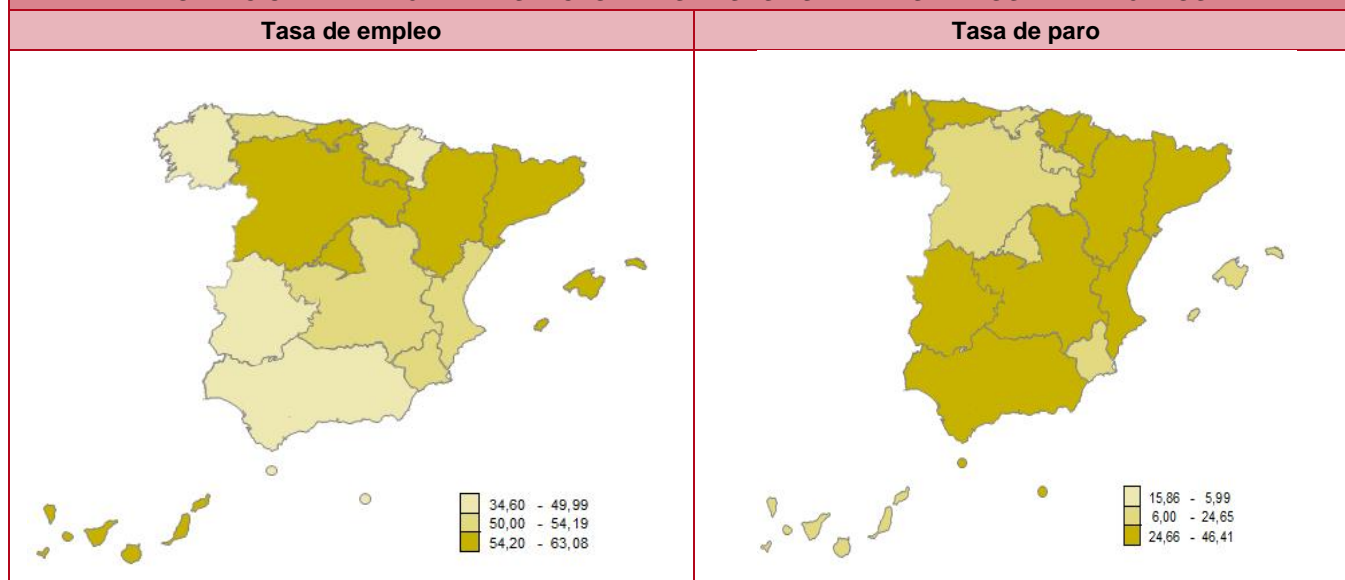 Tasa de empleo
Tasa de paro
34,60 - 49,99
50,00 - 54,19
54,20 - 63,08
15,86 - 5,99
6,00 - 24,65
24,66 - 46,41